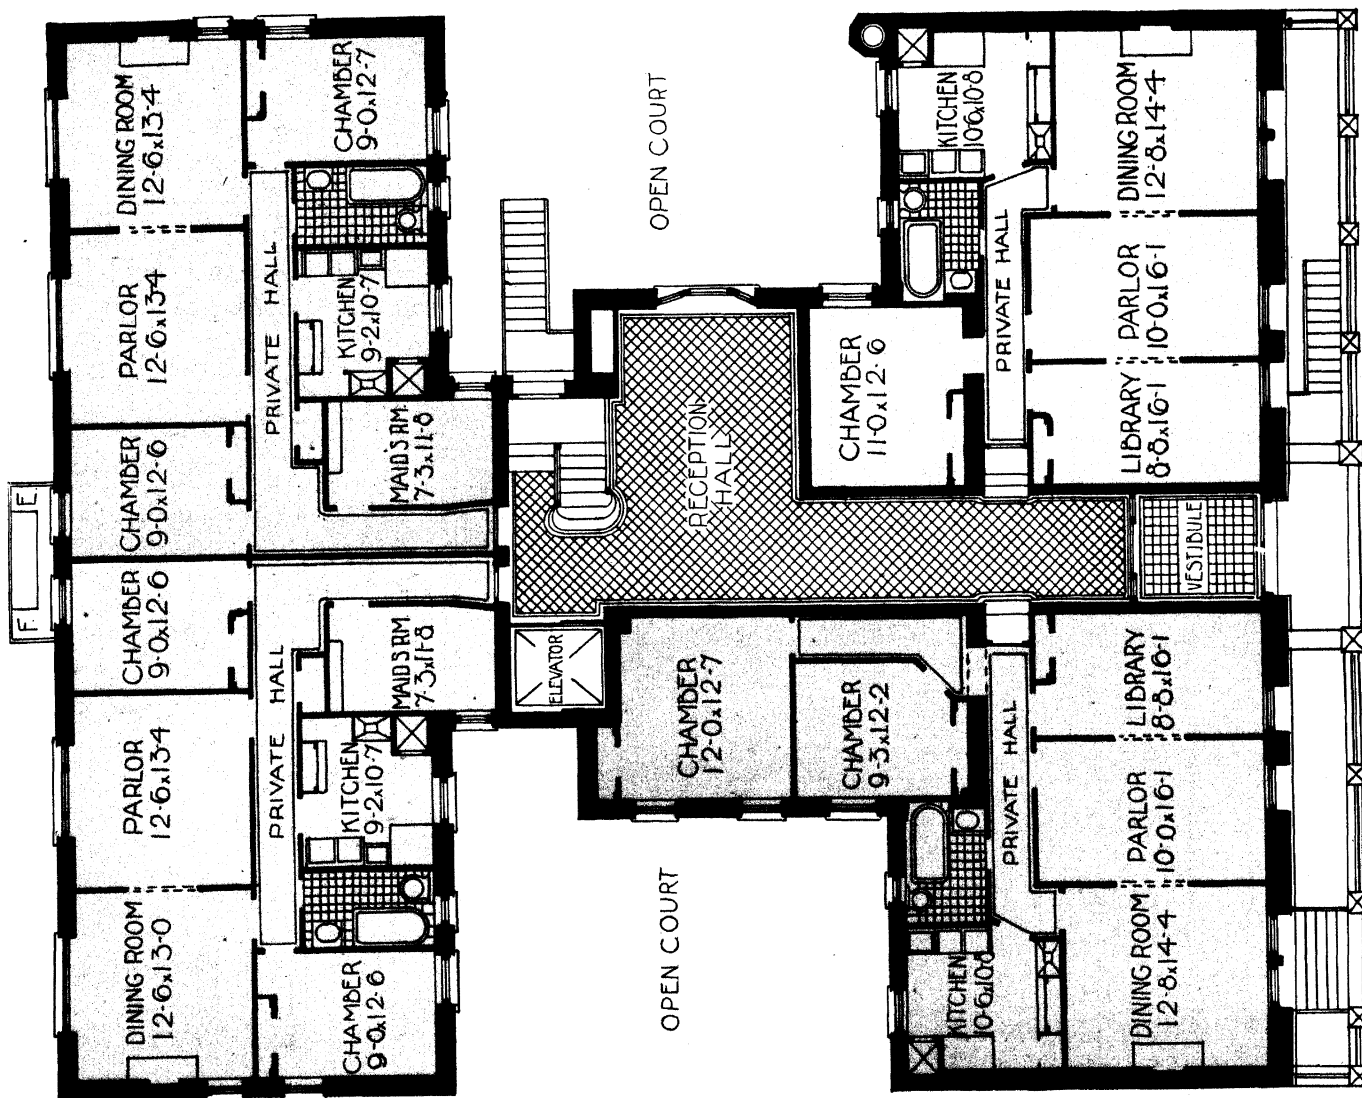 DINING ROOM
12-6x13-4
CHAMBER
9-0x12-7
PARLOR
12-6x13-4
PRIVATE HALL
KITCHEN
9-2x10-7
CHAMBER
9-0x12-6
MAID'S RM.
7-3x11-8
F E
CHAMBER
9-0x12-6
MAID'S RM.
7-3x11-8
PARLOR
12-6x13-4
PRIVATE HALL
KITCHEN
9-2x10-7
DINING ROOM
12-6x13-0
CHAMBER
9-0x12-6
OPEN COURT
RECEPTION
HALL
ELEVATOR
OPEN COURT
KITCHEN
10-6x10-8
DINING ROOM
12-8x14-4
PRIVATE HALL
PARLOR
10-0x16-1
CHAMBER
11-0x12-6
LIBRARY
8-8x16-1
VESTIBULE
CHAMBER
12-0x12-7
CHAMBER
9-3x12-2
LIBRARY
8-8x16-1
PRIVATE HALL
PARLOR
10-0x16-1
KITCHEN
10-6x10-8
DINING ROOM
12-8x14-4